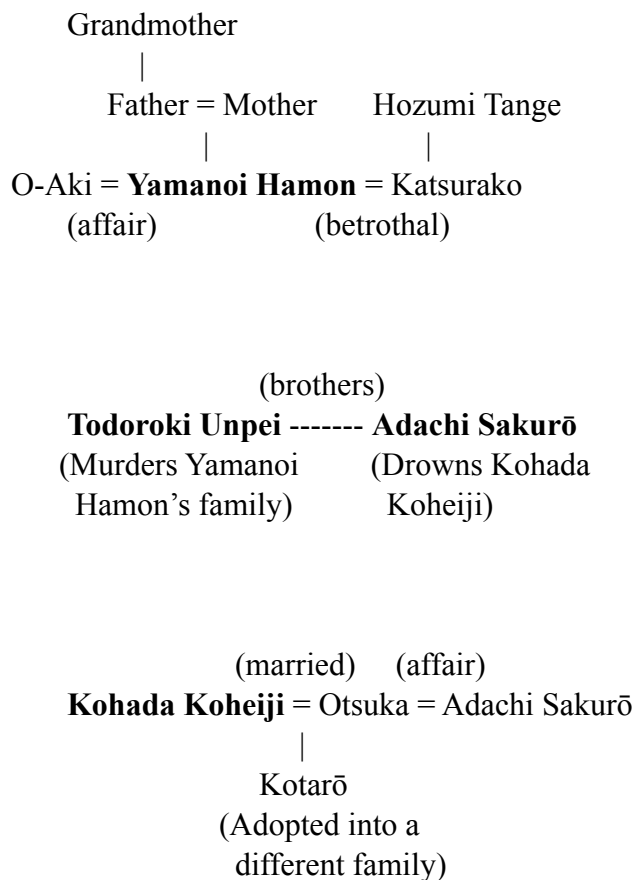 Grandmother
|
Father = Mother Hozumi Tange
| |
O-Aki = Yamanoi Hamon = Katsurako
(affair) (betrothal)
(brothers)
Todoroki Unpei ------- Adachi Sakurō
(Murders Yamanoi (Drowns Kohada
Hamon’s family) Koheiji)
(married) (affair)
Kohada Koheiji = Otsuka = Adachi Sakurō
|
Kotarō
(Adopted into a
different family)